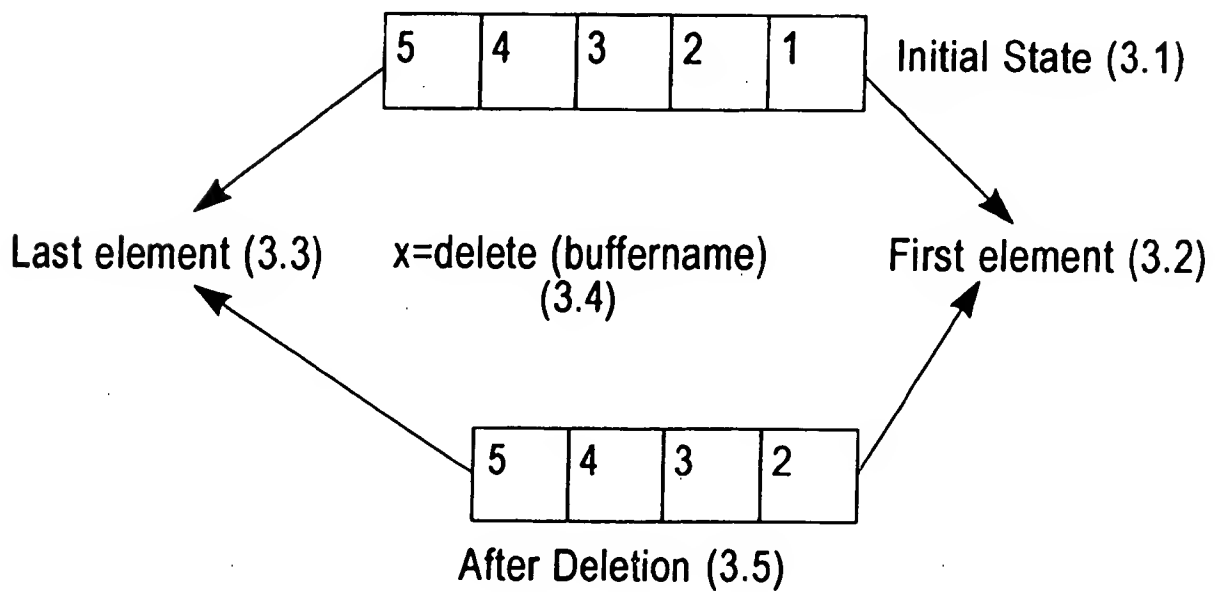 5 4 3 2 1
Initial State (3.1)
Last element (3.3)
x=delete (buffername)
(3.4)
First element (3.2)
5 4 3 2
After Deletion (3.5)